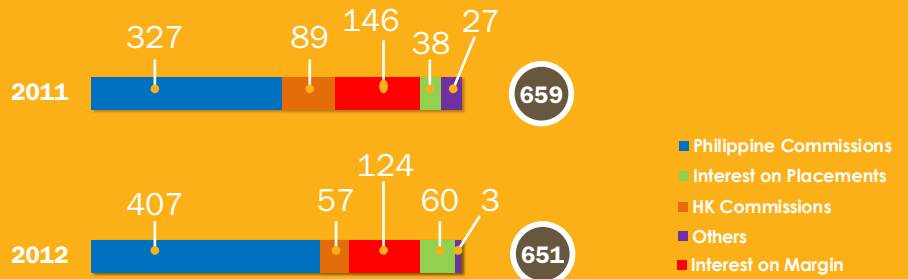 327 89 146 38 27
2011 659
407 57 124 60 3
2012 651
Philippine Commissions
Interest on Placements
HK Commissions
Others
Interest on Margin